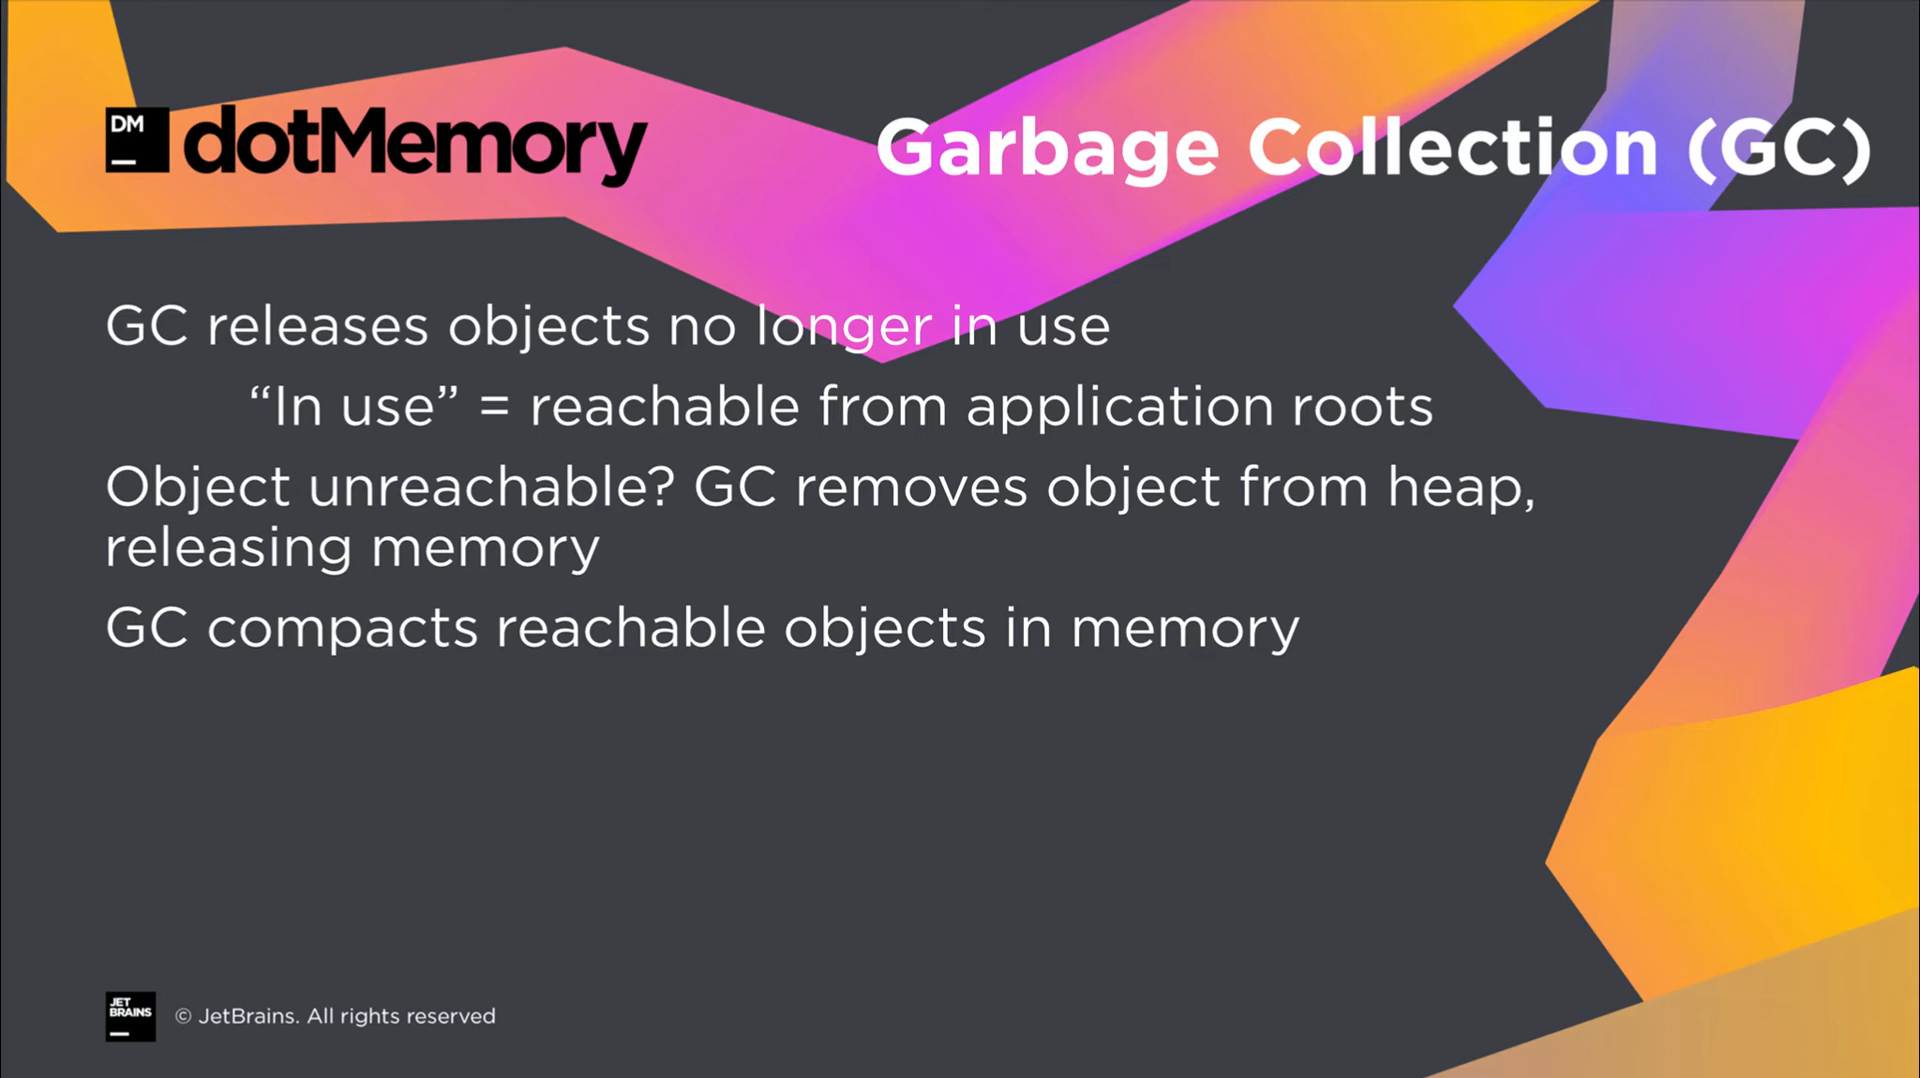 DM
dotMemory
Garbage Collection (GC)
GC releases objects no longer in use
“In use” = reachable from application roots
Object unreachable? GC removes object from heap,
releasing memory
GC compacts reachable objects in memory
JET
BRAINS
© JetBrains. All rights reserved